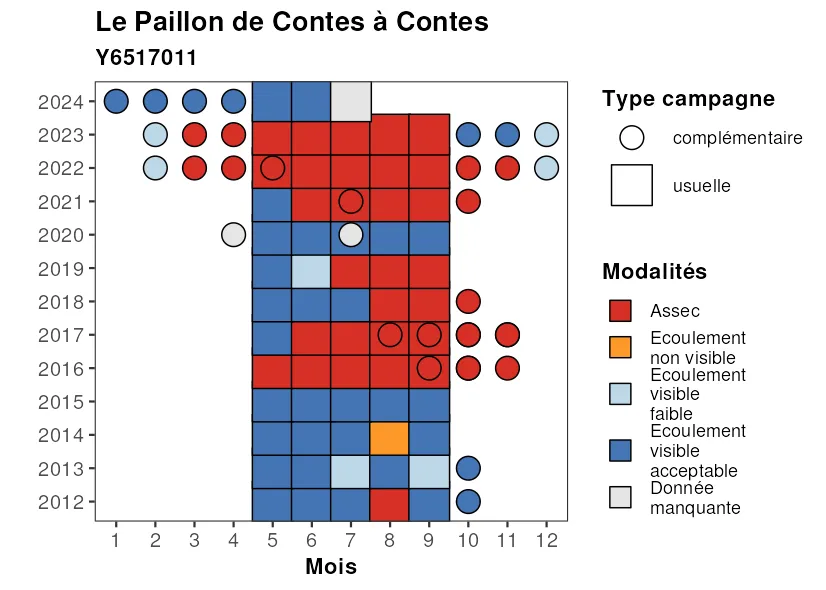 Le Paillon de Contes à Contes
Y6517011
2024
2023
2022
2021
2020
2019
2018
2017
2016
2015
2014
2013
2012
1 2 3 4 5 6 7 8 9 10 11 12
Mois
Type campagne
complémentaire
usuelle
Modalités
Assec
Ecoulement
non visible
Ecoulement
visible
faible
Ecoulement
visible
acceptable
Donnée
manquante